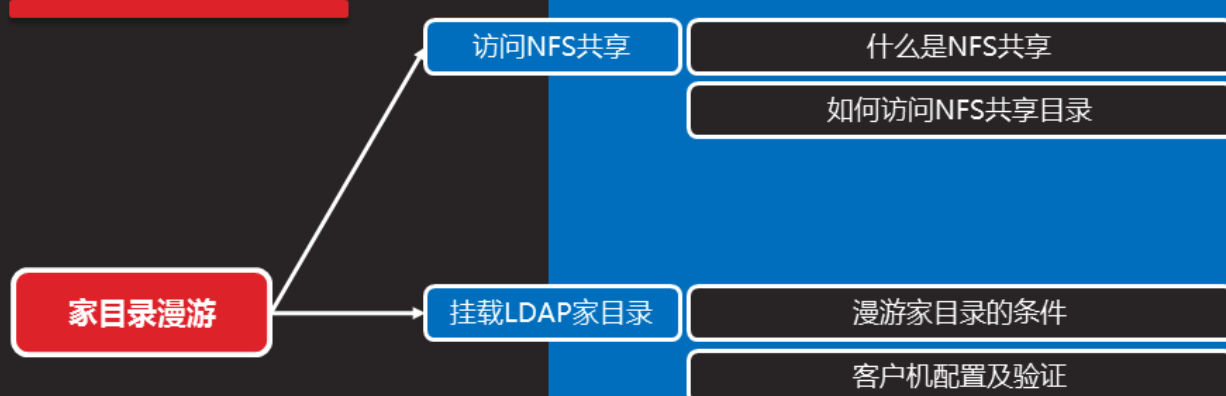 访问NFS共享
什么是NFS共享
如何访问NFS共享目录
家目录漫游
挂载LDAP家目录
漫游家目录的条件
客户机配置及验证